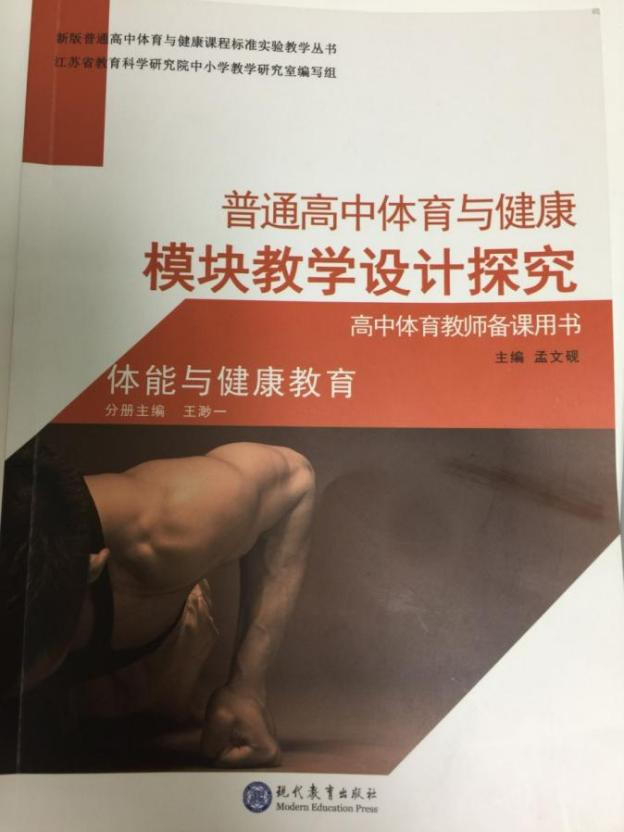 新版普通高中体育与健康课程标准实验教学丛书
江苏省教育科学研究院中小学教学研究室编写组
普通高中体育与健康
模块教学设计探究
高中体育教师备课用书
主编 孟文砚
体能与健康教育
分册主编 王渺一
现代教育出版社
Modern Education Press